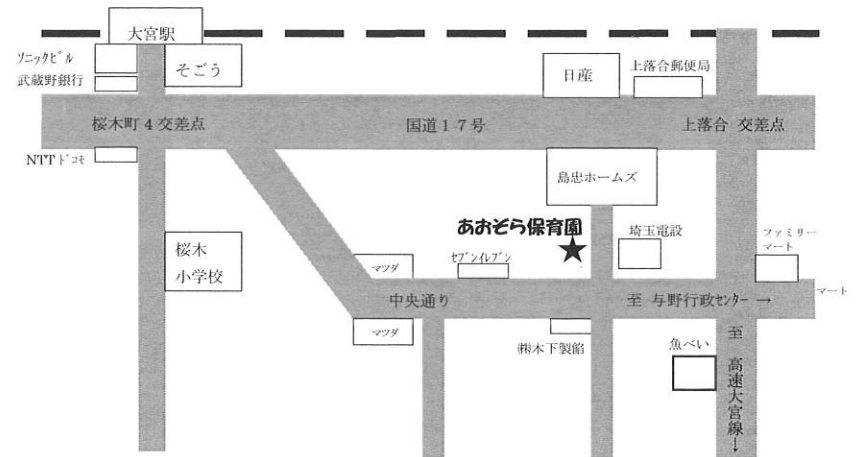 大宮駅
ソニックビル
武蔵野銀行
そごう
日産
上落合郵便局
桜木町4交差点
国道17号
上落合 交差点
NTTドコモ
島忠ホームズ
桜木
小学校
あおぞら保育園
埼玉電設
ファミリー
マート
マツダ
セブンイレブン
中央通り
至 与野行政センター →
マート
マツダ
㈱木下製餡
魚べい
至 高速大宮線→